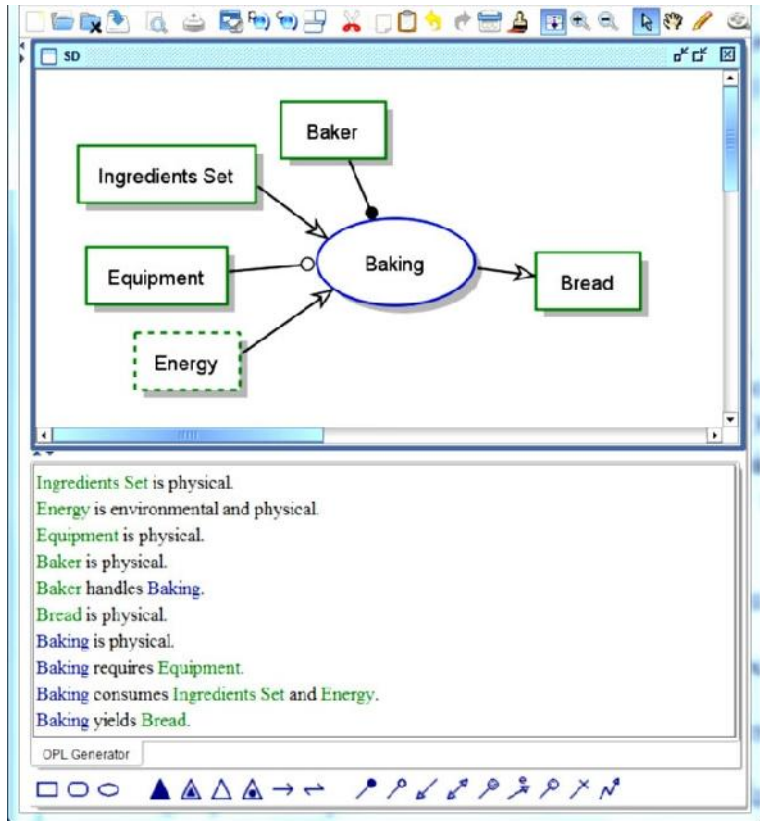 SD
Baker
Ingredients Set
Equipment
Baking
Bread
Energy
Ingredients Set is physical.
Energy is environmental and physical.
Equipment is physical.
Baker is physical.
Baker handles Baking.
Bread is physical.
Baking is physical.
Baking requires Equipment.
Baking consumes Ingredients Set and Energy.
Baking yields Bread.
OPL Generator